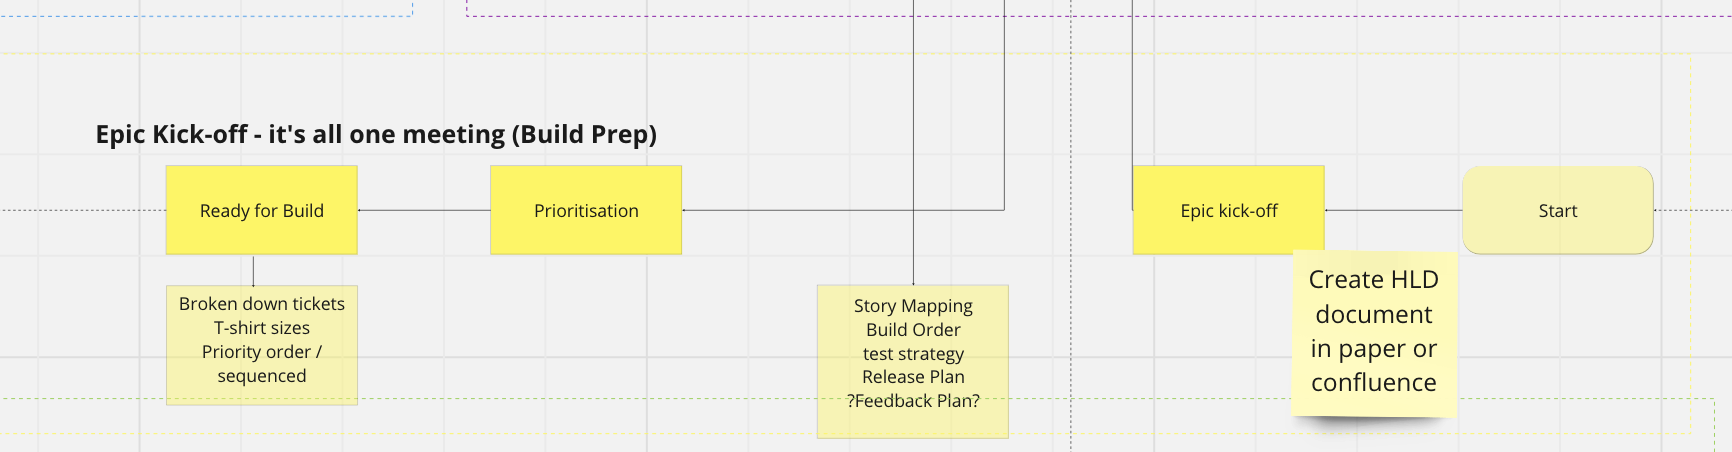 Epic Kick-off - it's all one meeting (Build Prep)
Ready for Build
Prioritisation
Epic kick-off
Start
Broken down tickets
T-shirt sizes
Priority order /
sequenced
Story Mapping
Build Order
test strategy
Release Plan
?Feedback Plan?
Create HLD
document
in paper or
confluence